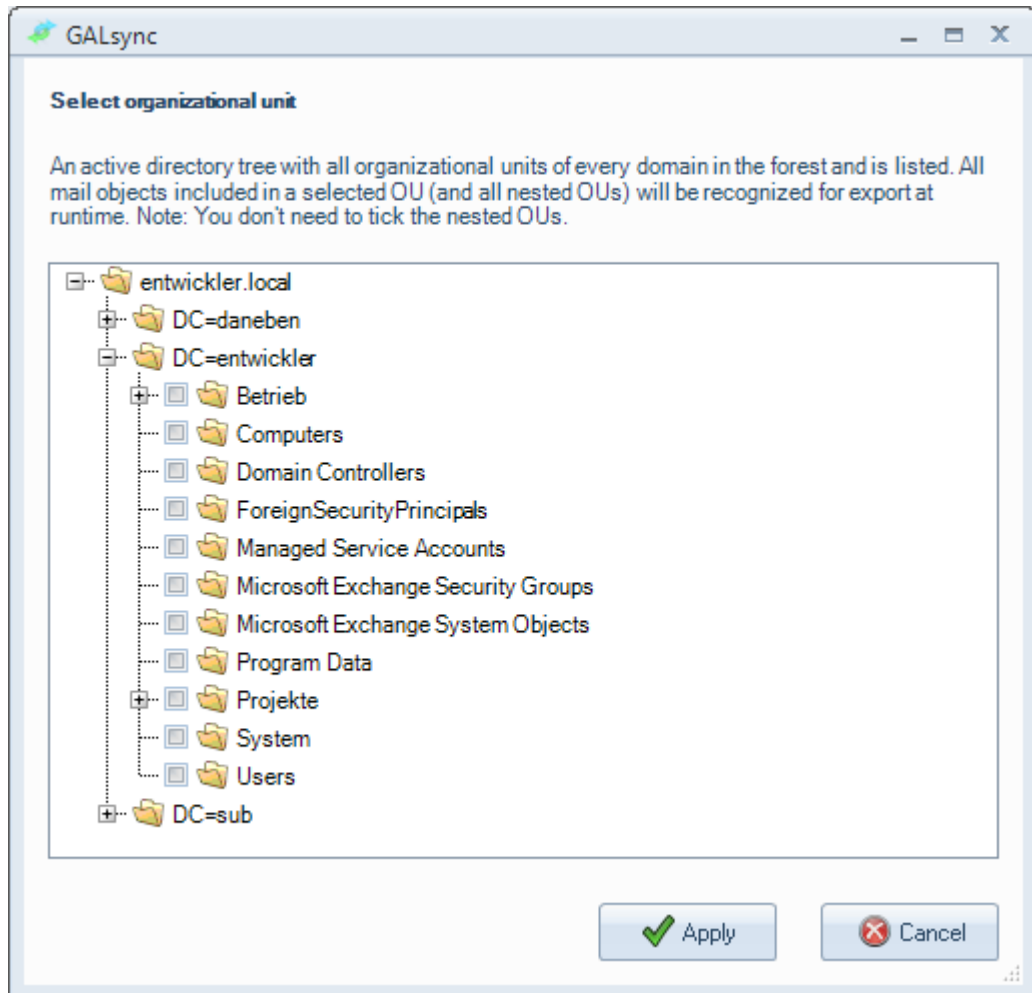 GALsync
Select organizational unit
An active directory tree with all organizational units of every domain in the forest and is listed. All
mail objects included in a selected OU (and all nested OUs) will be recognized for export at
runtime. Note: You don't need to tick the nested OUs.
entwickler.local
DC=daneben
DC=entwickler
Betrieb
Computers
Domain Controllers
ForeignSecurityPrincipals
Managed Service Accounts
Microsoft Exchange Security Groups
Microsoft Exchange System Objects
Program Data
Projekte
System
Users
DC=sub
Apply
Cancel